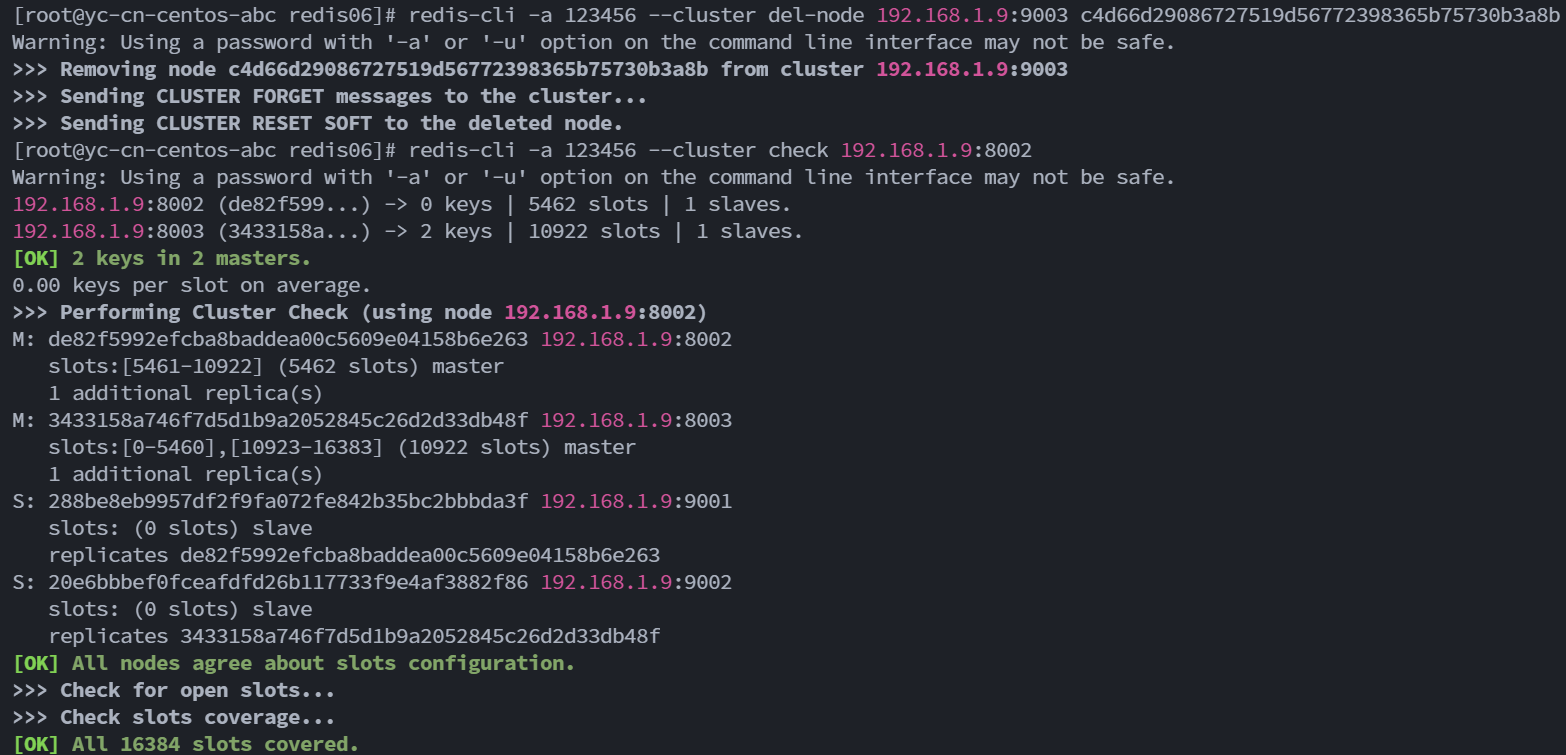 [root@yc-cn-centos-abc redis06]# redis-cli -a 123456 --cluster del-node 192.168.1.9:9003 c4d66d29086727519d56772398365b75730b3a8b
Warning: Using a password with '-a' or '-u' option on the command line interface may not be safe.
>>> Removing node c4d66d29086727519d56772398365b75730b3a8b from cluster 192.168.1.9:9003
>>> Sending CLUSTER FORGET messages to the cluster...
>>> Sending CLUSTER RESET SOFT to the deleted node.
[root@yc-cn-centos-abc redis06]# redis-cli -a 123456 --cluster check 192.168.1.9:8002
Warning: Using a password with '-a' or '-u' option on the command line interface may not be safe.
192.168.1.9:8002 (de82f599...) -> 0 keys | 5462 slots | 1 slaves.
192.168.1.9:8003 (3433158a...) -> 2 keys | 10922 slots | 1 slaves.
[OK] 2 keys in 2 masters.
0.00 keys per slot on average.
>>> Performing Cluster Check (using node 192.168.1.9:8002)
M: de82f5992efcba8baddea00c5609e04158b6e263 192.168.1.9:8002
   slots:[5461-10922] (5462 slots) master
   1 additional replica(s)
M: 3433158a746f7d5d1b9a2052845c26d2d33db48f 192.168.1.9:8003
   slots:[0-5460],[10923-16383] (10922 slots) master
   1 additional replica(s)
S: 288be8eb9957df2f9fa072fe842b35bc2bbbda3f 192.168.1.9:9001
   slots: (0 slots) slave
   replicates de82f5992efcba8baddea00c5609e04158b6e263
S: 20e6bbbef0fceafdfd26b117733f9e4af3882f86 192.168.1.9:9002
   slots: (0 slots) slave
   replicates 3433158a746f7d5d1b9a2052845c26d2d33db48f
[OK] All nodes agree about slots configuration.
>>> Check for open slots...
>>> Check slots coverage...
[OK] All 16384 slots covered.